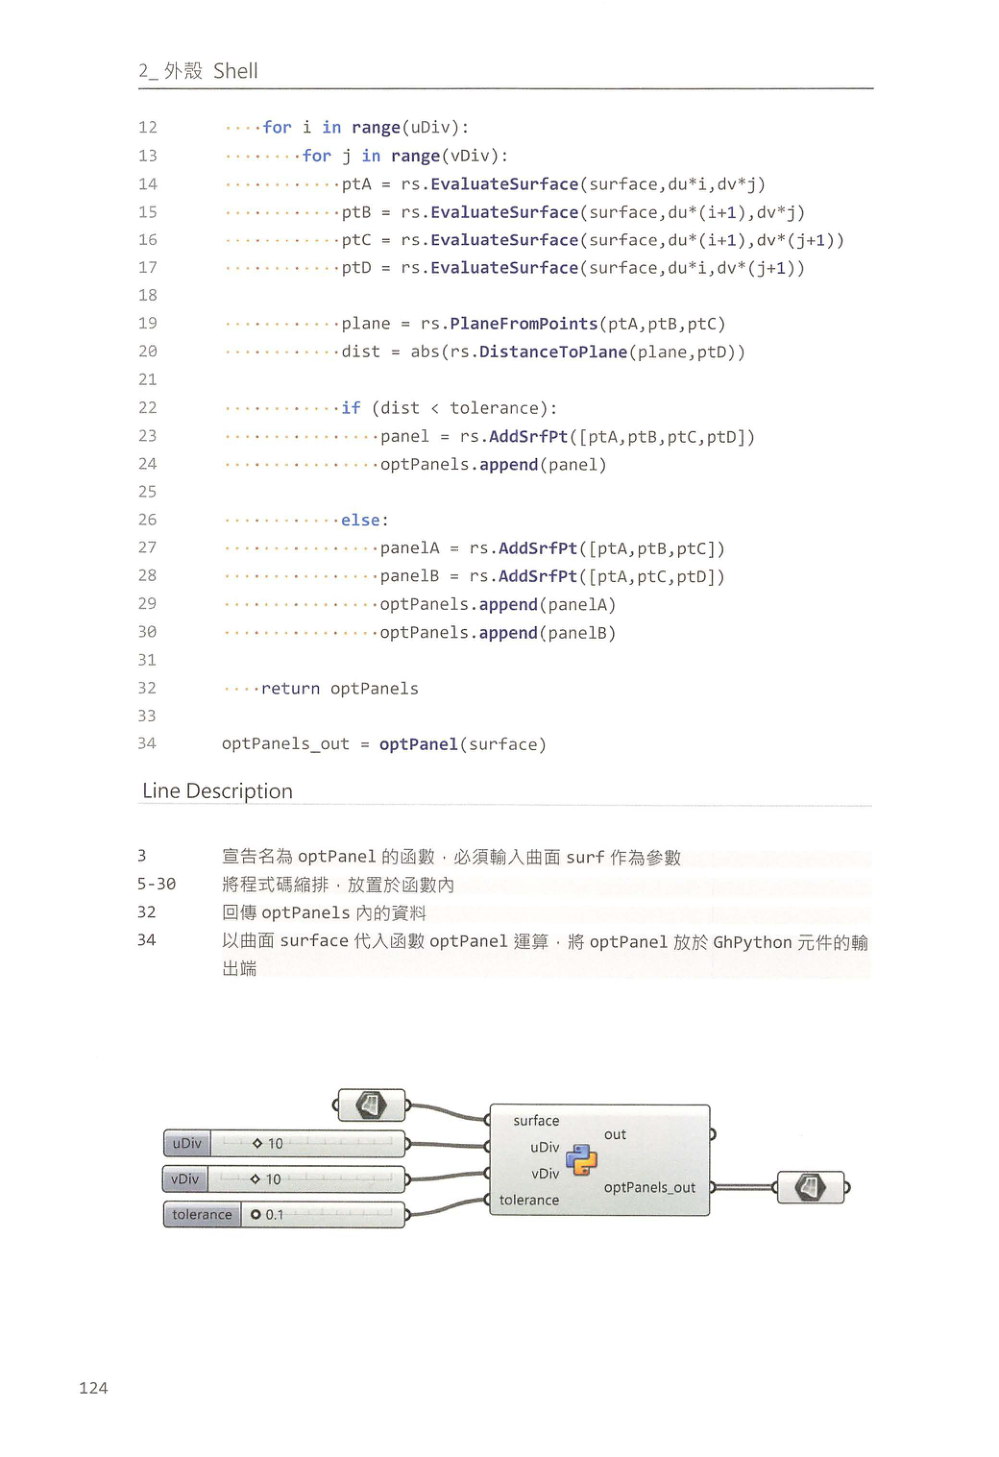 2_ 外殼 Shell
12 ····for i in range(uDiv):
13 ········for j in range(vDiv):
14 ············ptA = rs.EvaluateSurface(surface,du*i,dv*j)
15 ············ptB = rs.EvaluateSurface(surface,du*(i+1),dv*j)
16 ············ptC = rs.EvaluateSurface(surface,du*(i+1),dv*(j+1))
17 ············ptD = rs.EvaluateSurface(surface,du*i,dv*(j+1))
18
19 ············plane = rs.PlaneFromPoints(ptA,ptB,ptC)
20 ············dist = abs(rs.DistanceToPlane(plane,ptD))
21
22 ············if (dist < tolerance):
23 ················panel = rs.AddSrfPt([ptA,ptB,ptC,ptD])
24 ················optPanels.append(panel)
25
26 ············else:
27 ················panelA = rs.AddSrfPt([ptA,ptB,ptC])
28 ················panelB = rs.AddSrfPt([ptA,ptC,ptD])
29 ················optPanels.append(panelA)
30 ················optPanels.append(panelB)
31
32 ····return optPanels
33
34 optPanels_out = optPanel(surface)
Line Description
3 宣告名為 optPanel 的函數，必須輸入曲面 surf 作為參數
5-30 將程式碼縮排，放置於函數內
32 回傳 optPanels 內的資料
34 以曲面 surface 代入函數 optPanel 運算，將 optPanel 放於 GhPython 元件的輸
出端
surface
uDiv
vDiv
tolerance
out
optPanels_out
uDiv 10
vDiv 10
tolerance 0.1
124